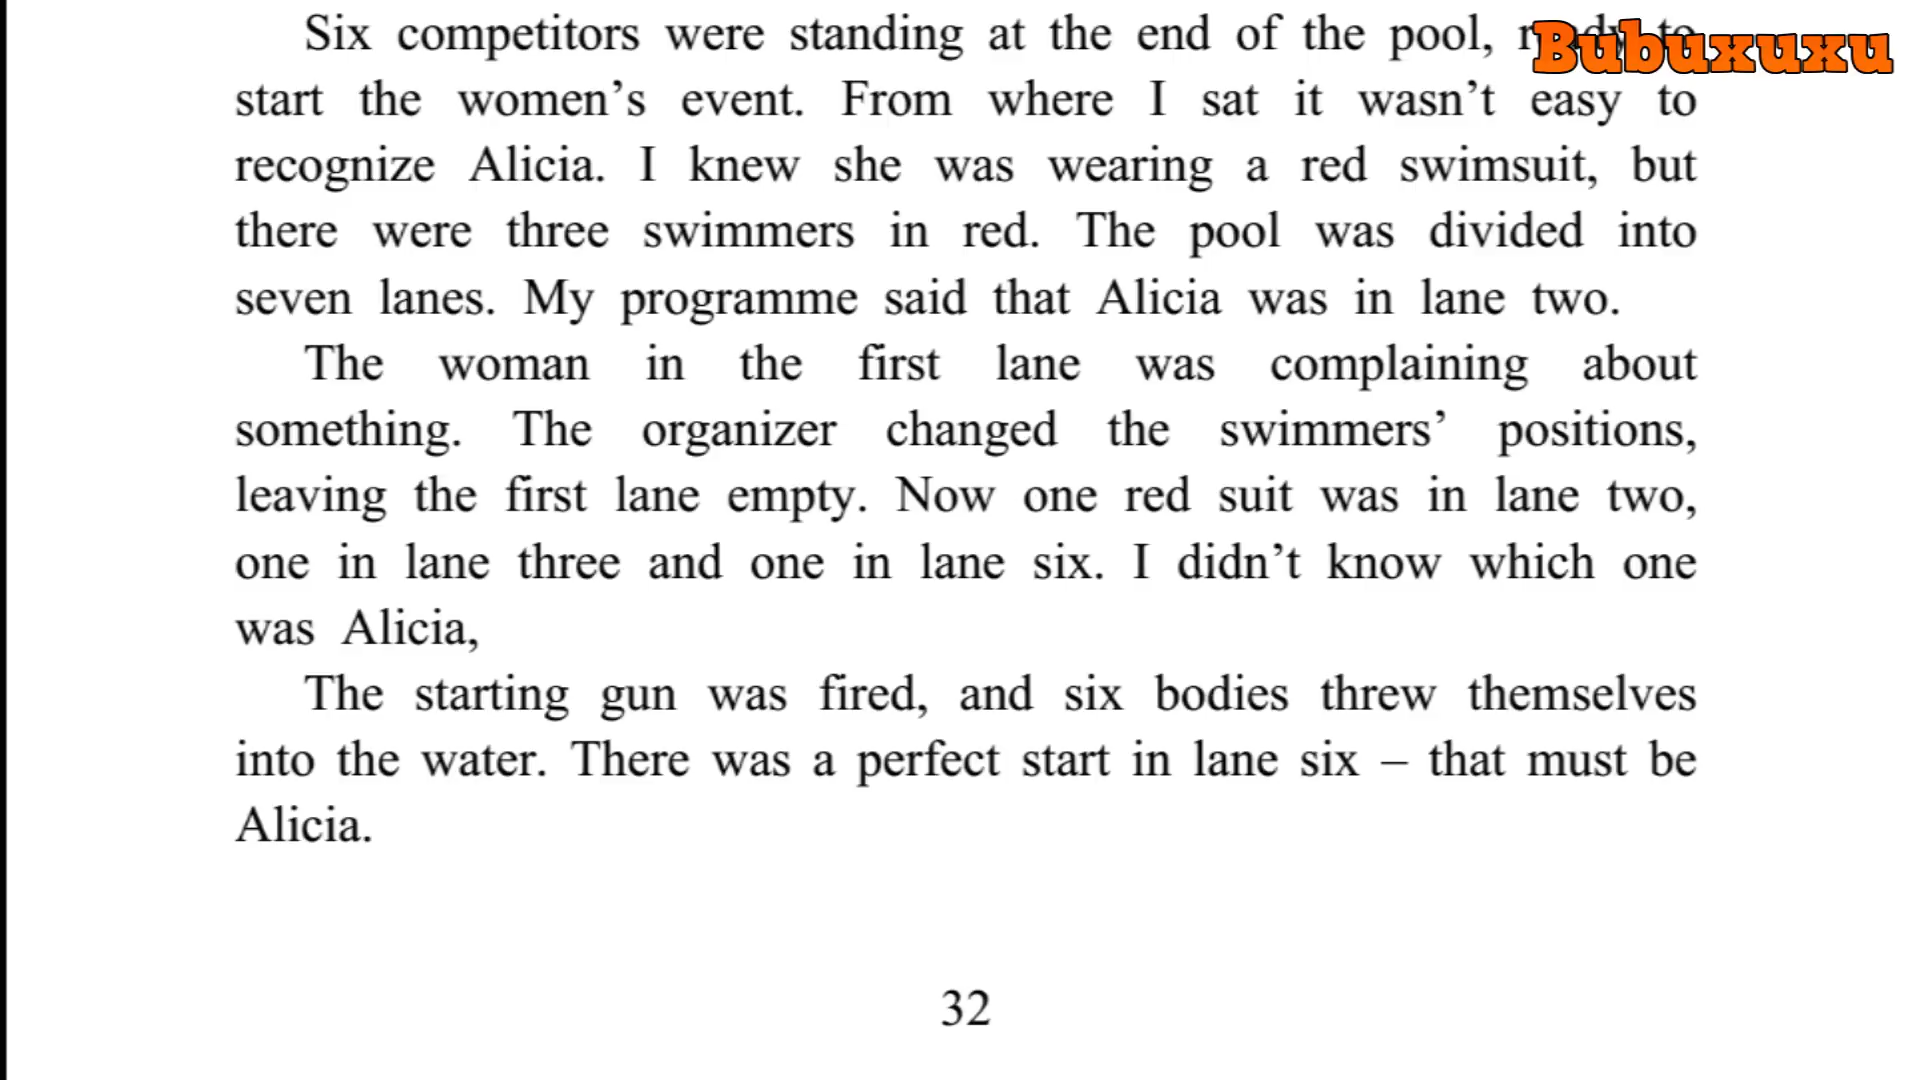 Six competitors were standing at the end of the pool, to
Bubuxuxu
start the women’s event. From where I sat it wasn’t easy to
recognize Alicia. I knew she was wearing a red swimsuit, but
there were three swimmers in red. The pool was divided into
seven lanes. My programme said that Alicia was in lane two.
The woman in the first lane was complaining about
something. The organizer changed the swimmers’ positions,
leaving the first lane empty. Now one red suit was in lane two,
one in lane three and one in lane six. I didn’t know which one
was Alicia,
The starting gun was fired, and six bodies threw themselves
into the water. There was a perfect start in lane six – that must be
Alicia.
32